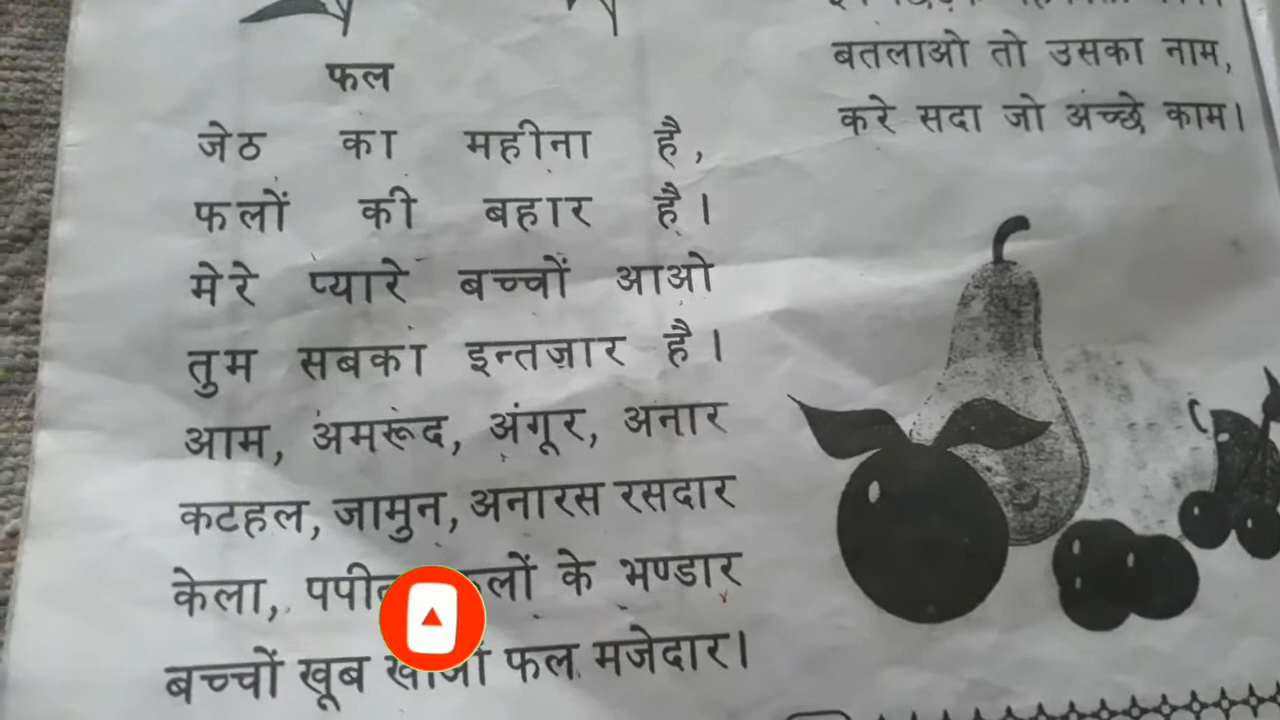 फल
जेठ का महीना है,
फलों की बहार है।
मेरे प्यारे बच्चों आओ
तुम सबका इन्तज़ार है।
आम, अमरूद, अंगूर, अनार
कटहल, जामुन, अनारस रसदार
केला, के भण्डार
बच्चों खूब फल मजेदार।
बतलाओ तो उसका नाम,
करे सदा जो अच्छे काम।